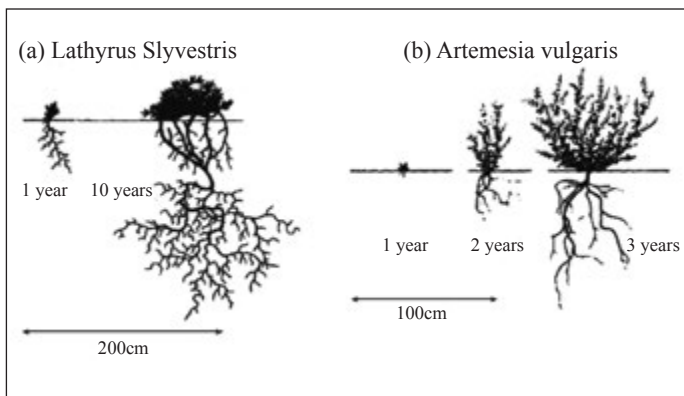 (a) Lathyrus Slyvestris
1 year
10 years
200cm
(b) Artemesia vulgaris
1 year
2 years
3 years
100cm